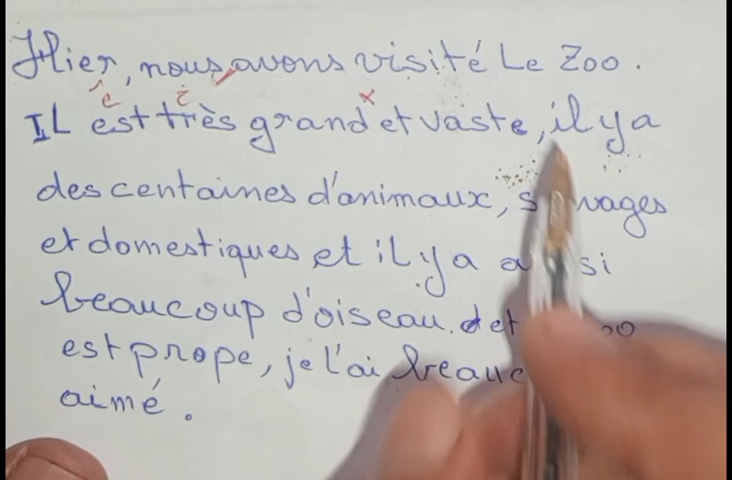 Hier, nous avons visité Le Zoo.
IL est très grand et vaste, il y a
des centaines d'animaux,
et domestiques et il y a
beaucoup d'oiseau.
est prope, je l'ai
aimé.